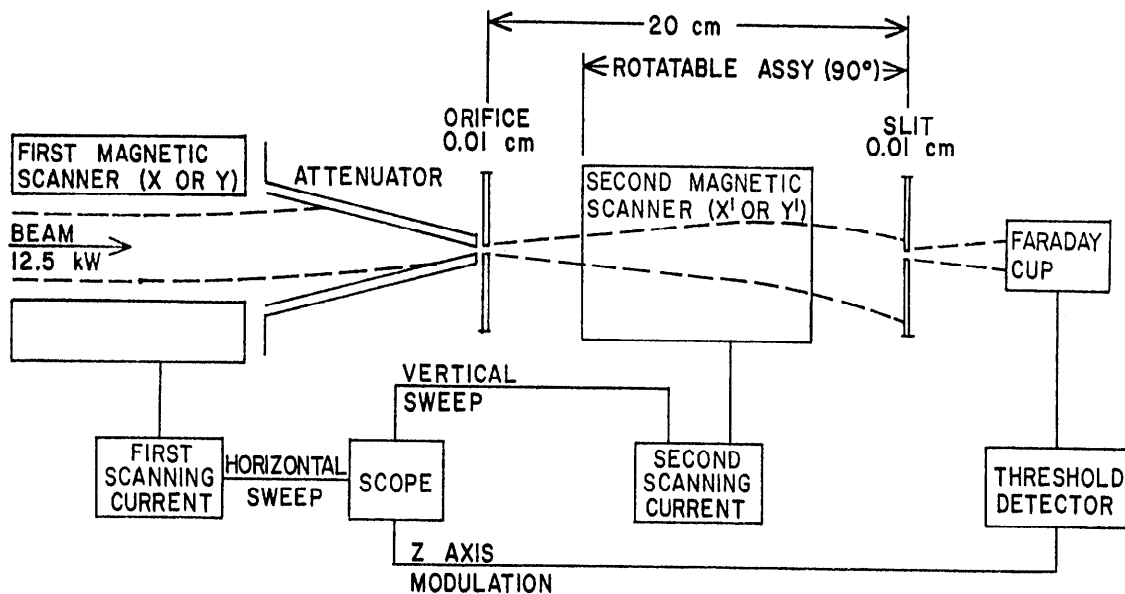 20 cm
ROTATABLE ASSY (90°)
ORIFICE
0.01 cm
SLIT
0.01 cm
FIRST MAGNETIC
SCANNER (X OR Y)
ATTENUATOR
SECOND MAGNETIC
SCANNER (X' OR Y')
BEAM
12.5 kW
FARADAY
CUP
VERTICAL
SWEEP
FIRST
SCANNING
CURRENT
HORIZONTAL
SWEEP
SCOPE
SECOND
SCANNING
CURRENT
THRESHOLD
DETECTOR
Z AXIS
MODULATION